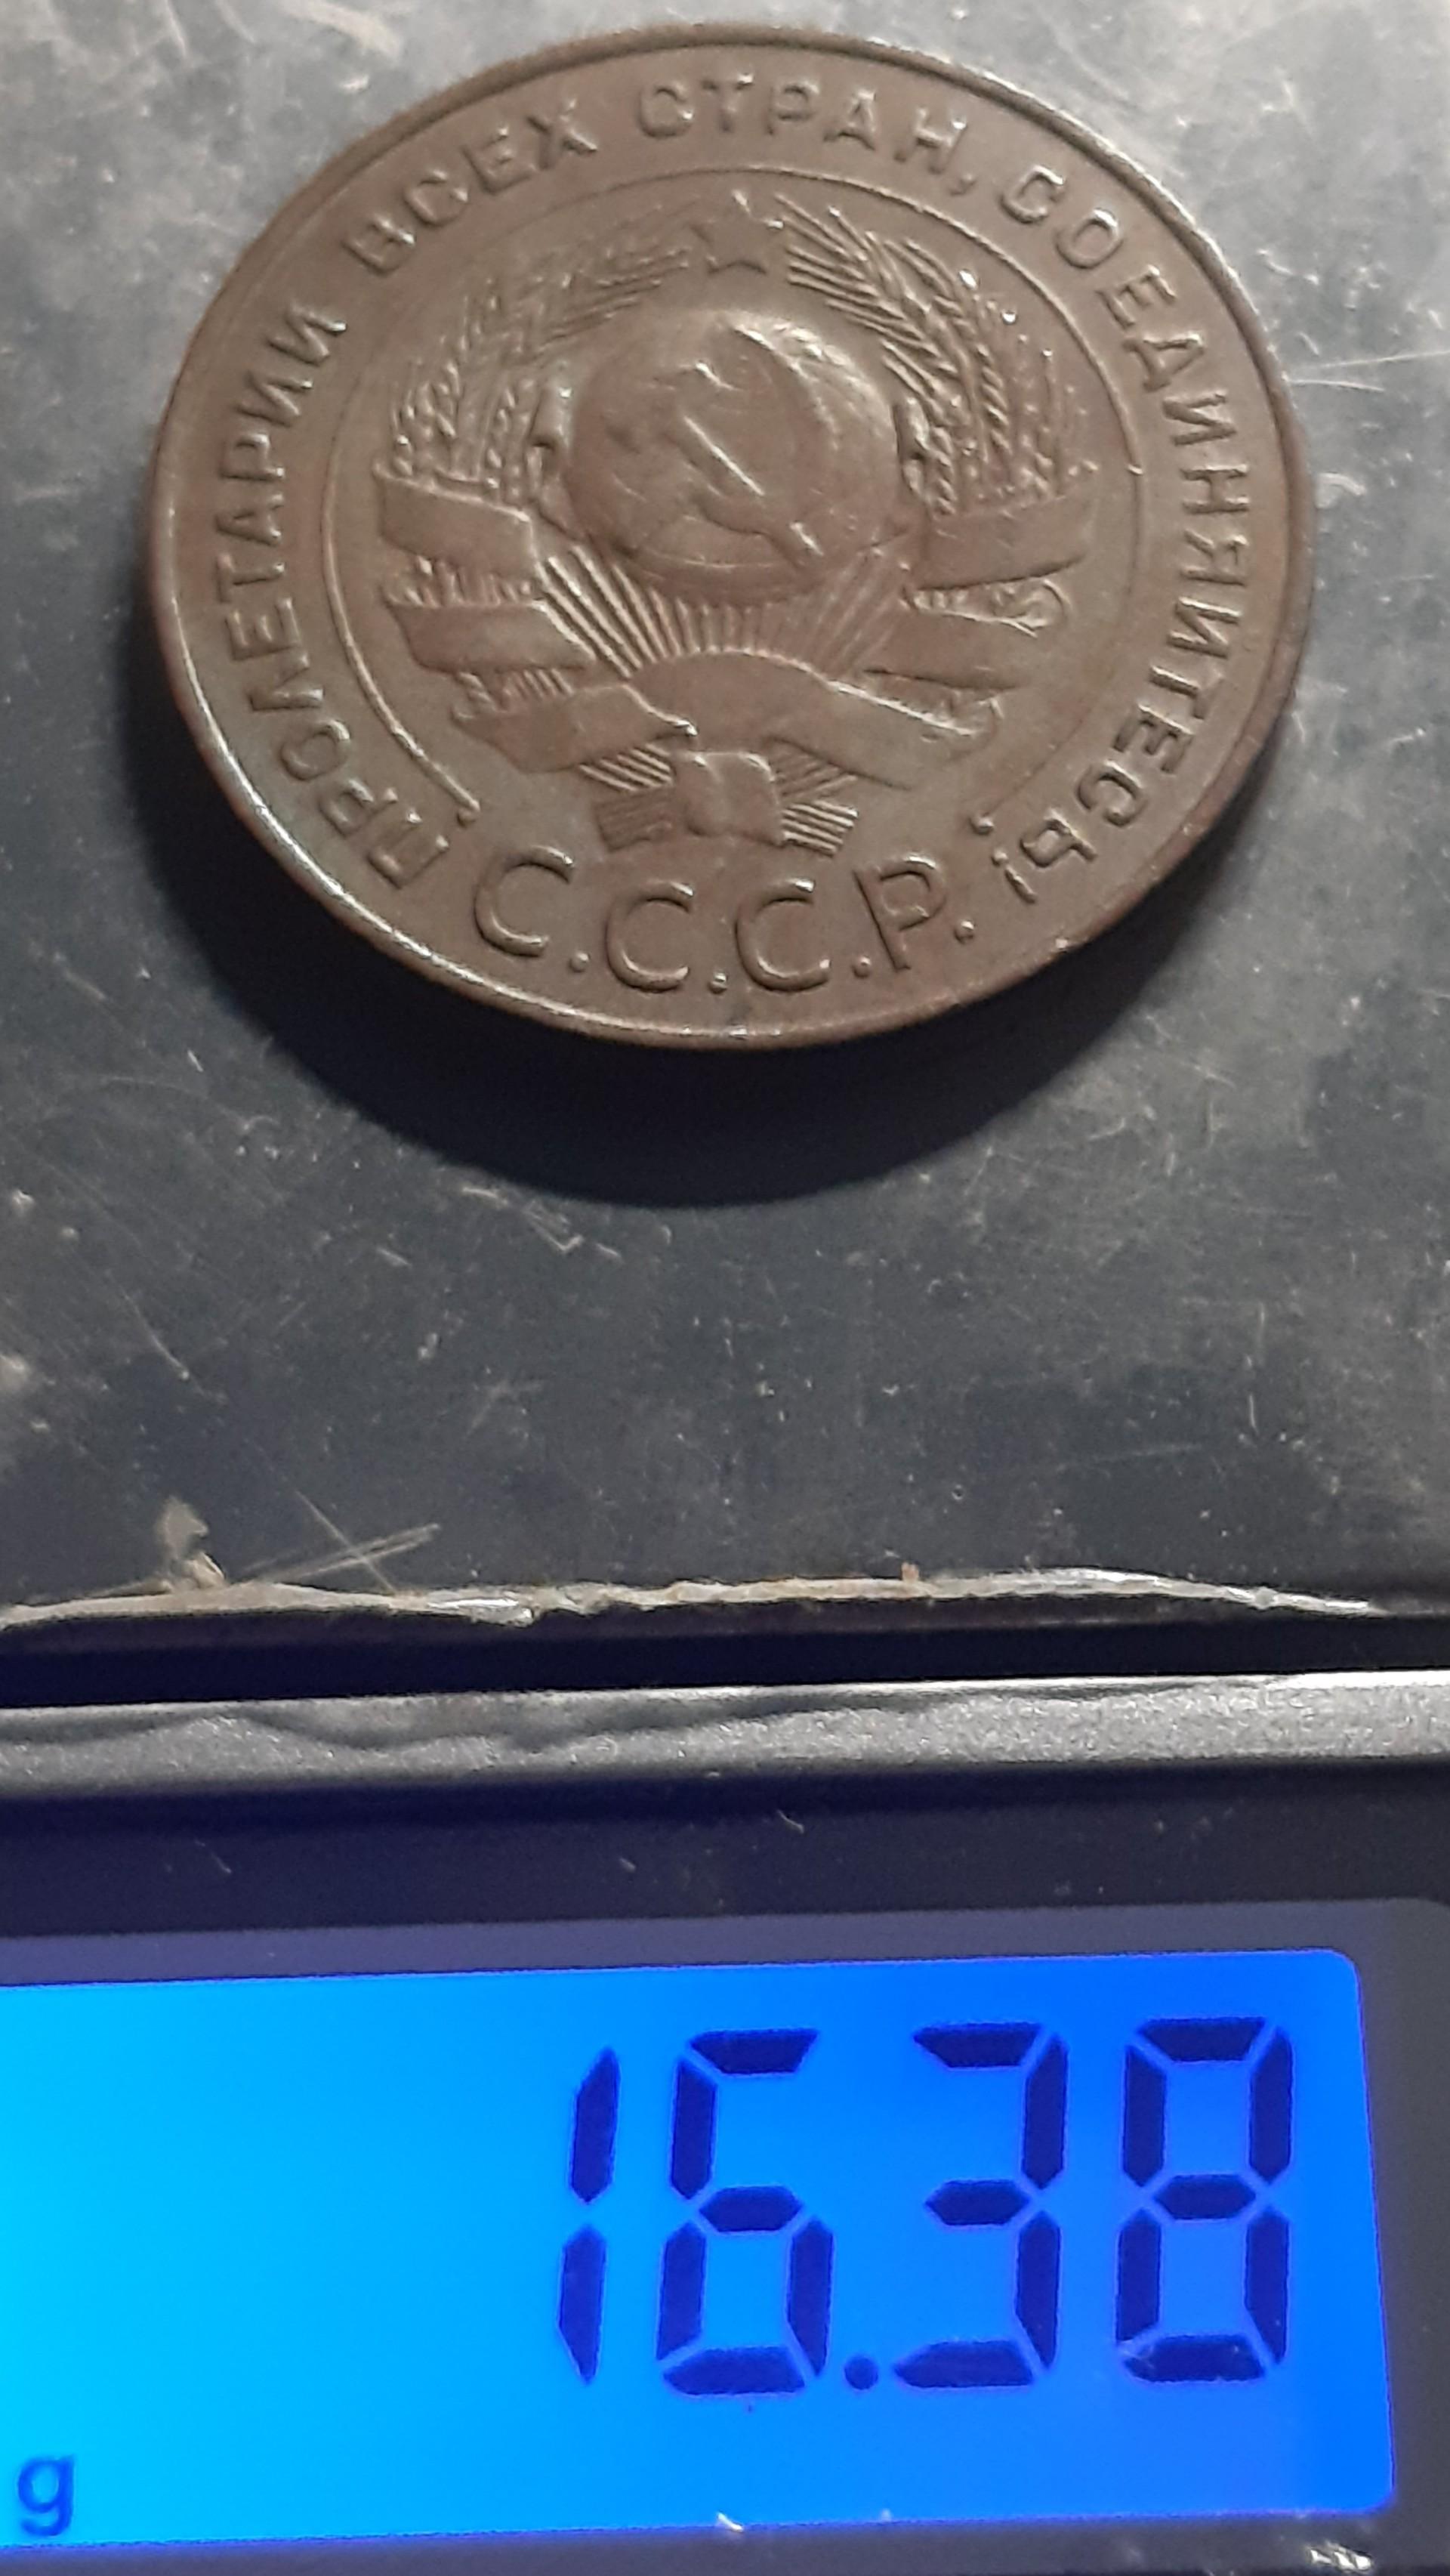 ПРОЛЕТАРИИ ВСЕХ СТРАН, СОЕДИНЯЙТЕСЬ!
С.С.С.Р.
16.38
g